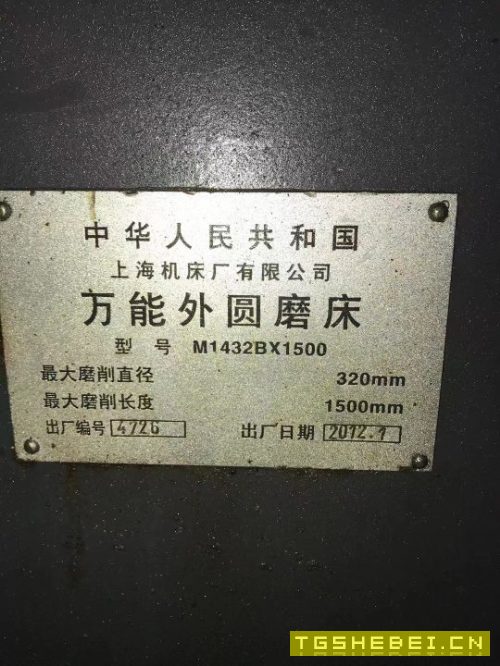 中华人民共和国
上海机床厂有限公司
万能外圆磨床
型号 M1432BX1500
最大磨削直径 320mm
最大磨削长度 1500mm
出厂编号 4726 出厂日期 2012.1
TGSHEBEI.CN